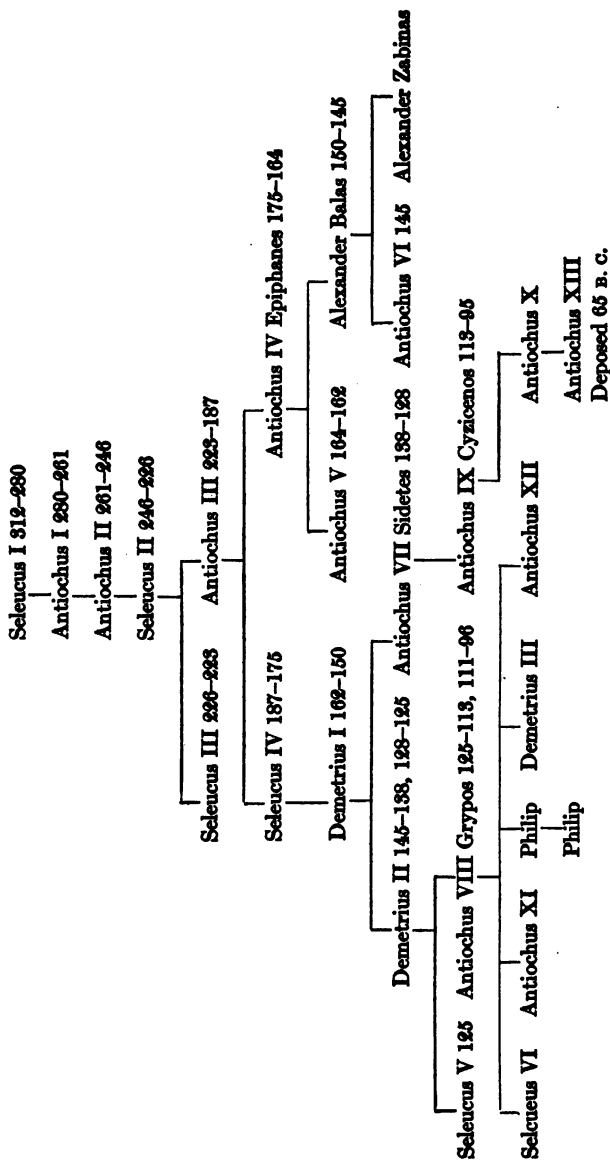 Seleucus I 312–280
Antiochus I 280–261
Antiochus II 261–246
Seleucus II 246–226
Seleucus III 226–223 Antiochus III 223–187
Seleucus IV 187–175 Antiochus IV Epiphanes 175–164
Demetrius I 162–150 Antiochus V 164–162 Alexander Balas 150–145
Demetrius II 145–138, 128–125 Antiochus VII Sidetes 138–128 Antiochus VI 145 Alexander Zabinas
Seleucus V 125 Antiochus VIII Grypos 125–113, 111–96 Antiochus IX Cyzicenos 113–95
Selcueus VI Antiochus XI Philip Demetrius III Antiochus XII Antiochus X
Philip Antiochus XIII
Deposed 65 B. C.